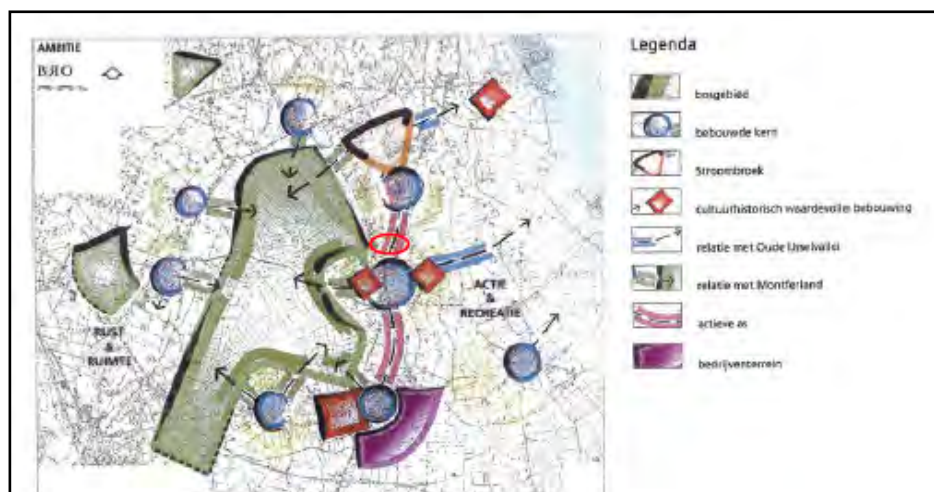 AMBITIE
RUST
&
RUIMTE
ACTIE
&
RECREATIE
Legenda
bosgebied
bebouwde kern
Stroombroek
cultuurhistorisch waardevolle bebouwing
relatie met Oude IJsselvallei
relatie met Montferland
actieve as
bedrijventerrein